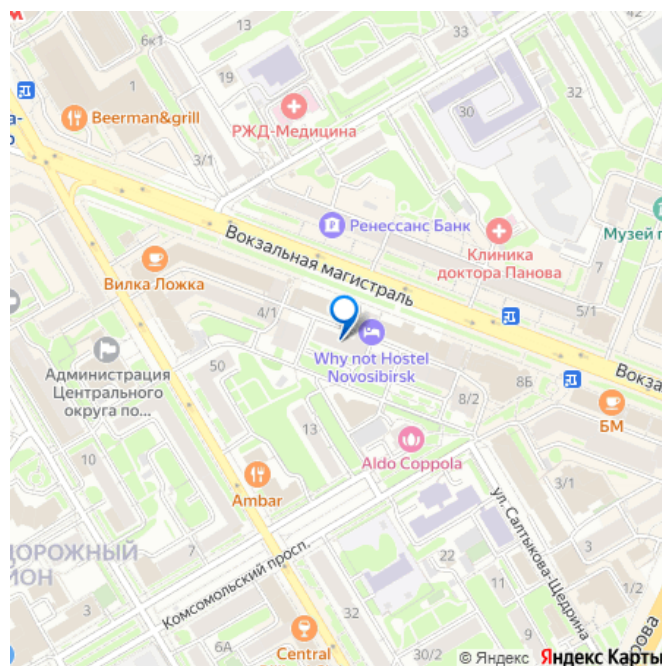 6к1
33
1
19
32
Beerman&grill
30
РЖД-Медицина
а-
о
3/1
Ренессанс Банк
Музей п
Вокзальная магистраль
Клиника
доктора Панова
7
Вилка Ложка
4/1
5/1
Why not Hostel
Novosibirsk
Администрация
Центрального
округа по...
50
8Б
Вокза
8/2
БМ
13
Aldo Coppola
10
Ambar
3/1
ул. Салтыкова-Щедрина
ДОРОЖНЫЙ
ЙОН
7
Комсомольский просп.
3
22
11
1/2
3
32
9
6А
Central
30/2
рова
© Яндекс Яндекс Карты